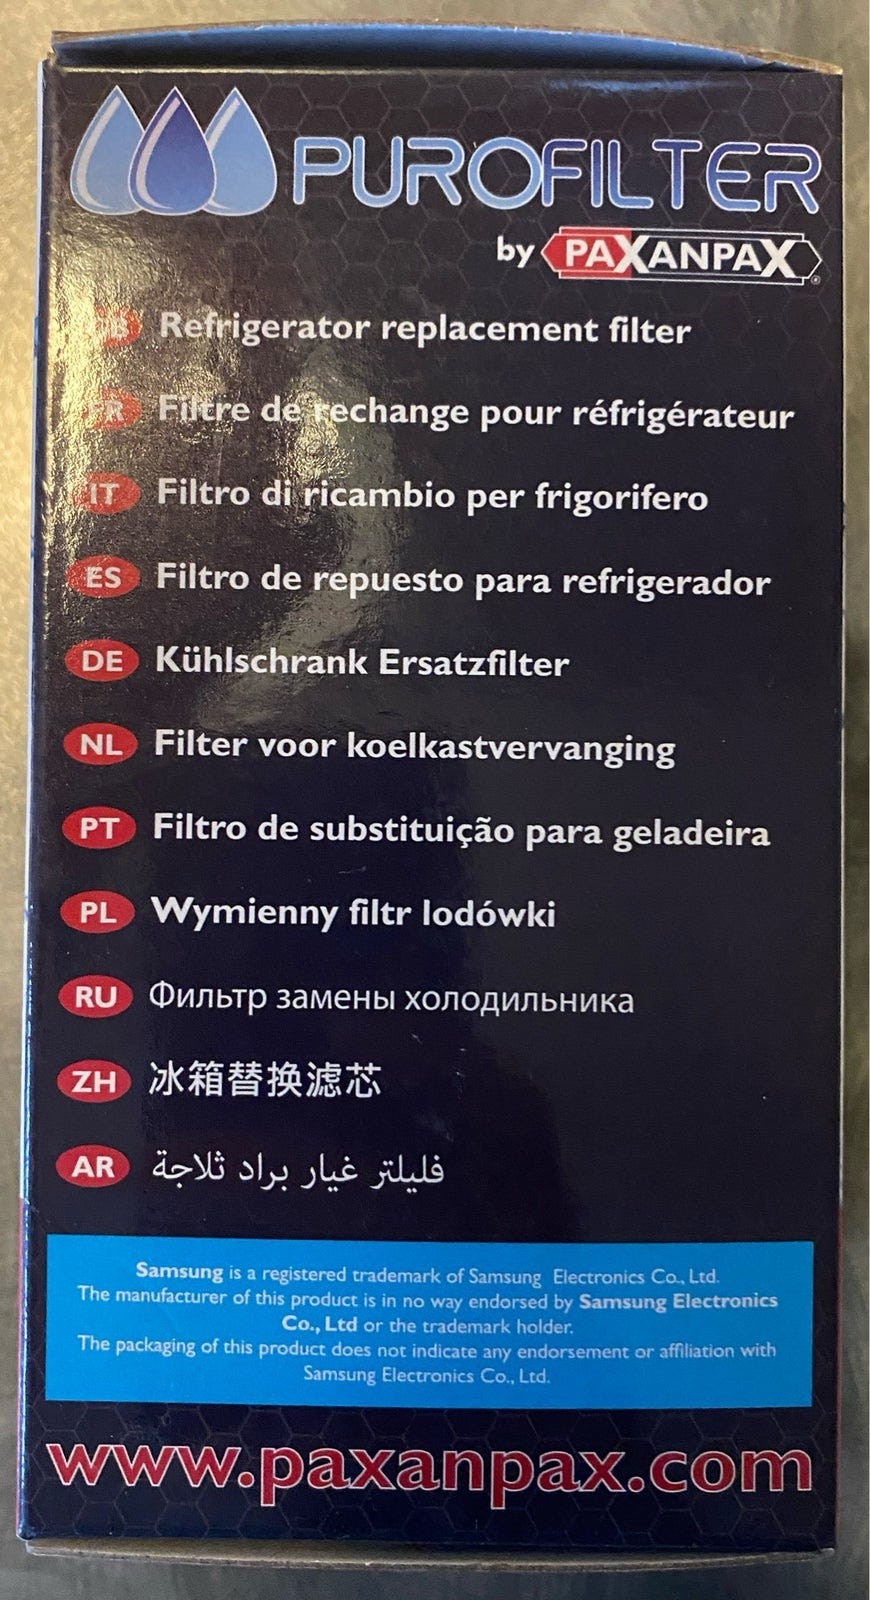 PUROFILTER
by PAXANPAX®
GB Refrigerator replacement filter
FR Filtre de rechange pour réfrigérateur
IT Filtro di ricambio per frigorifero
ES Filtro de repuesto para refrigerador
DE Kühlschrank Ersatzfilter
NL Filter voor koelkastvervanging
PT Filtro de substituição para geladeira
PL Wymienny filtr lodówki
RU Фильтр замены холодильника
ZH 冰箱替换滤芯
AR فليلتر غيار براد ثلاجة
Samsung is a registered trademark of Samsung Electronics Co., Ltd.
The manufacturer of this product is in no way endorsed by Samsung Electronics
Co., Ltd or the trademark holder.
The packaging of this product does not indicate any endorsement or affiliation with
Samsung Electronics Co., Ltd.
www.paxanpax.com